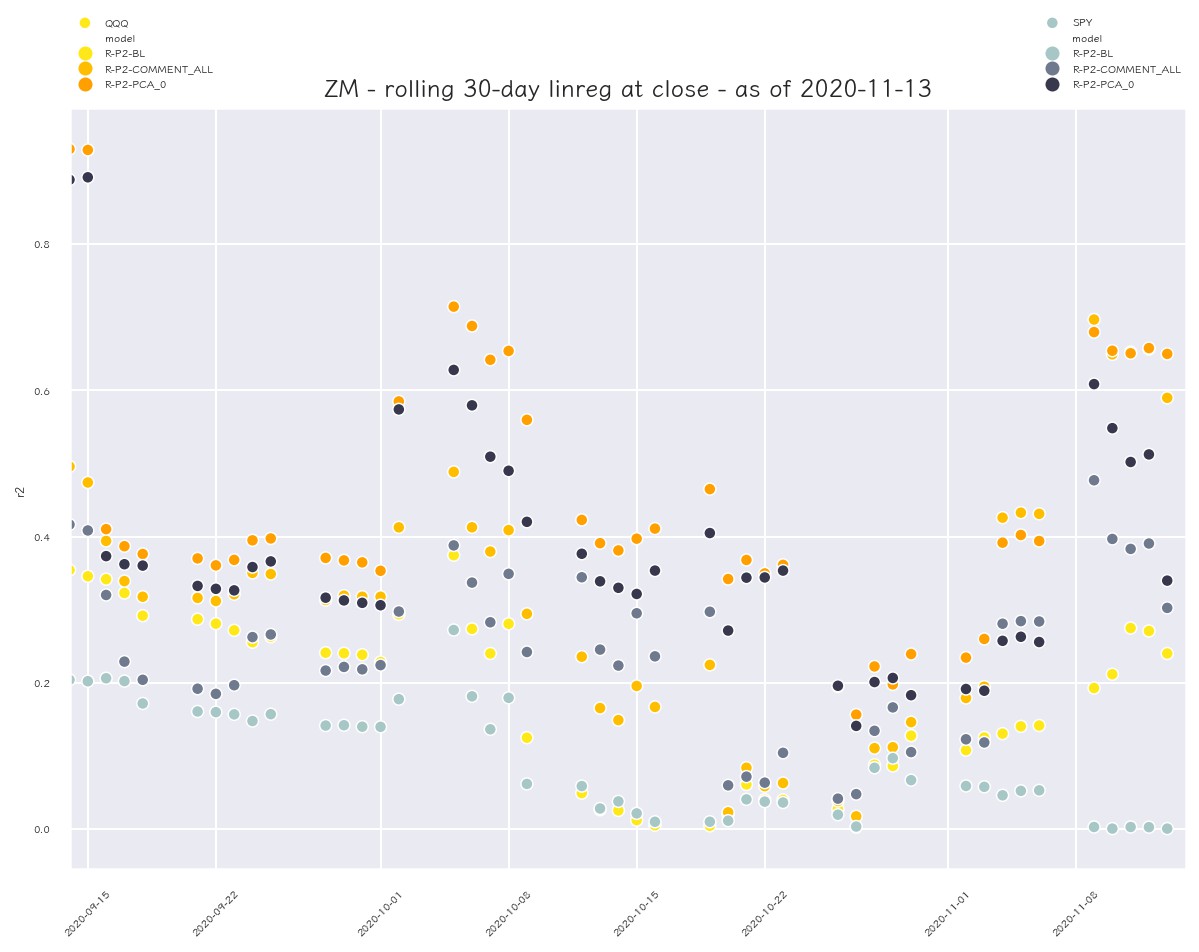 QQQ
model
R-P2-BL
R-P2-COMMENT_ALL
R-P2-PCA_0
SPY
model
R-P2-BL
R-P2-COMMENT_ALL
R-P2-PCA_0
ZM - rolling 30-day linreg at close - as of 2020-11-13
r2
0.8
0.6
0.4
0.2
0.0
2020-09-15
2020-09-22
2020-10-01
2020-10-08
2020-10-15
2020-10-22
2020-11-01
2020-11-08